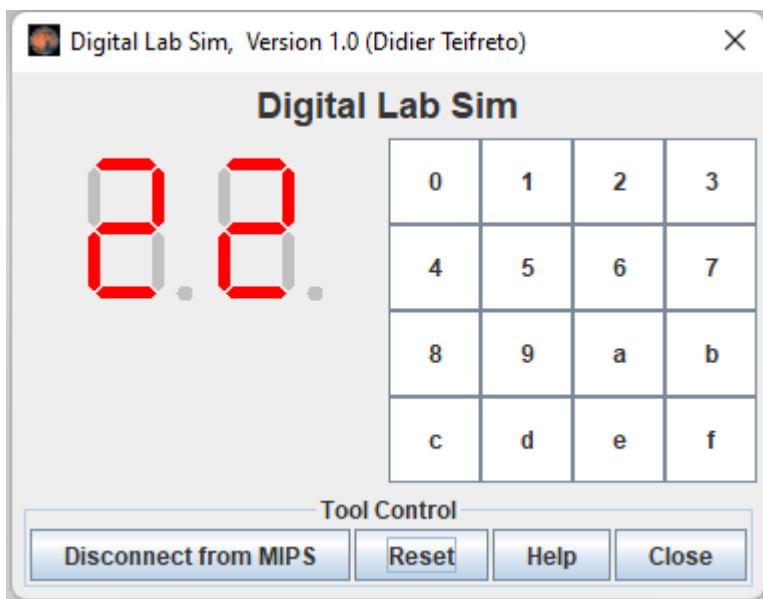 Digital Lab Sim, Version 1.0 (Didier Teifreto)
Digital Lab Sim
22
0 1 2 3
4 5 6 7
8 9 a b
c d e f
Tool Control
Disconnect from MIPS Reset Help Close